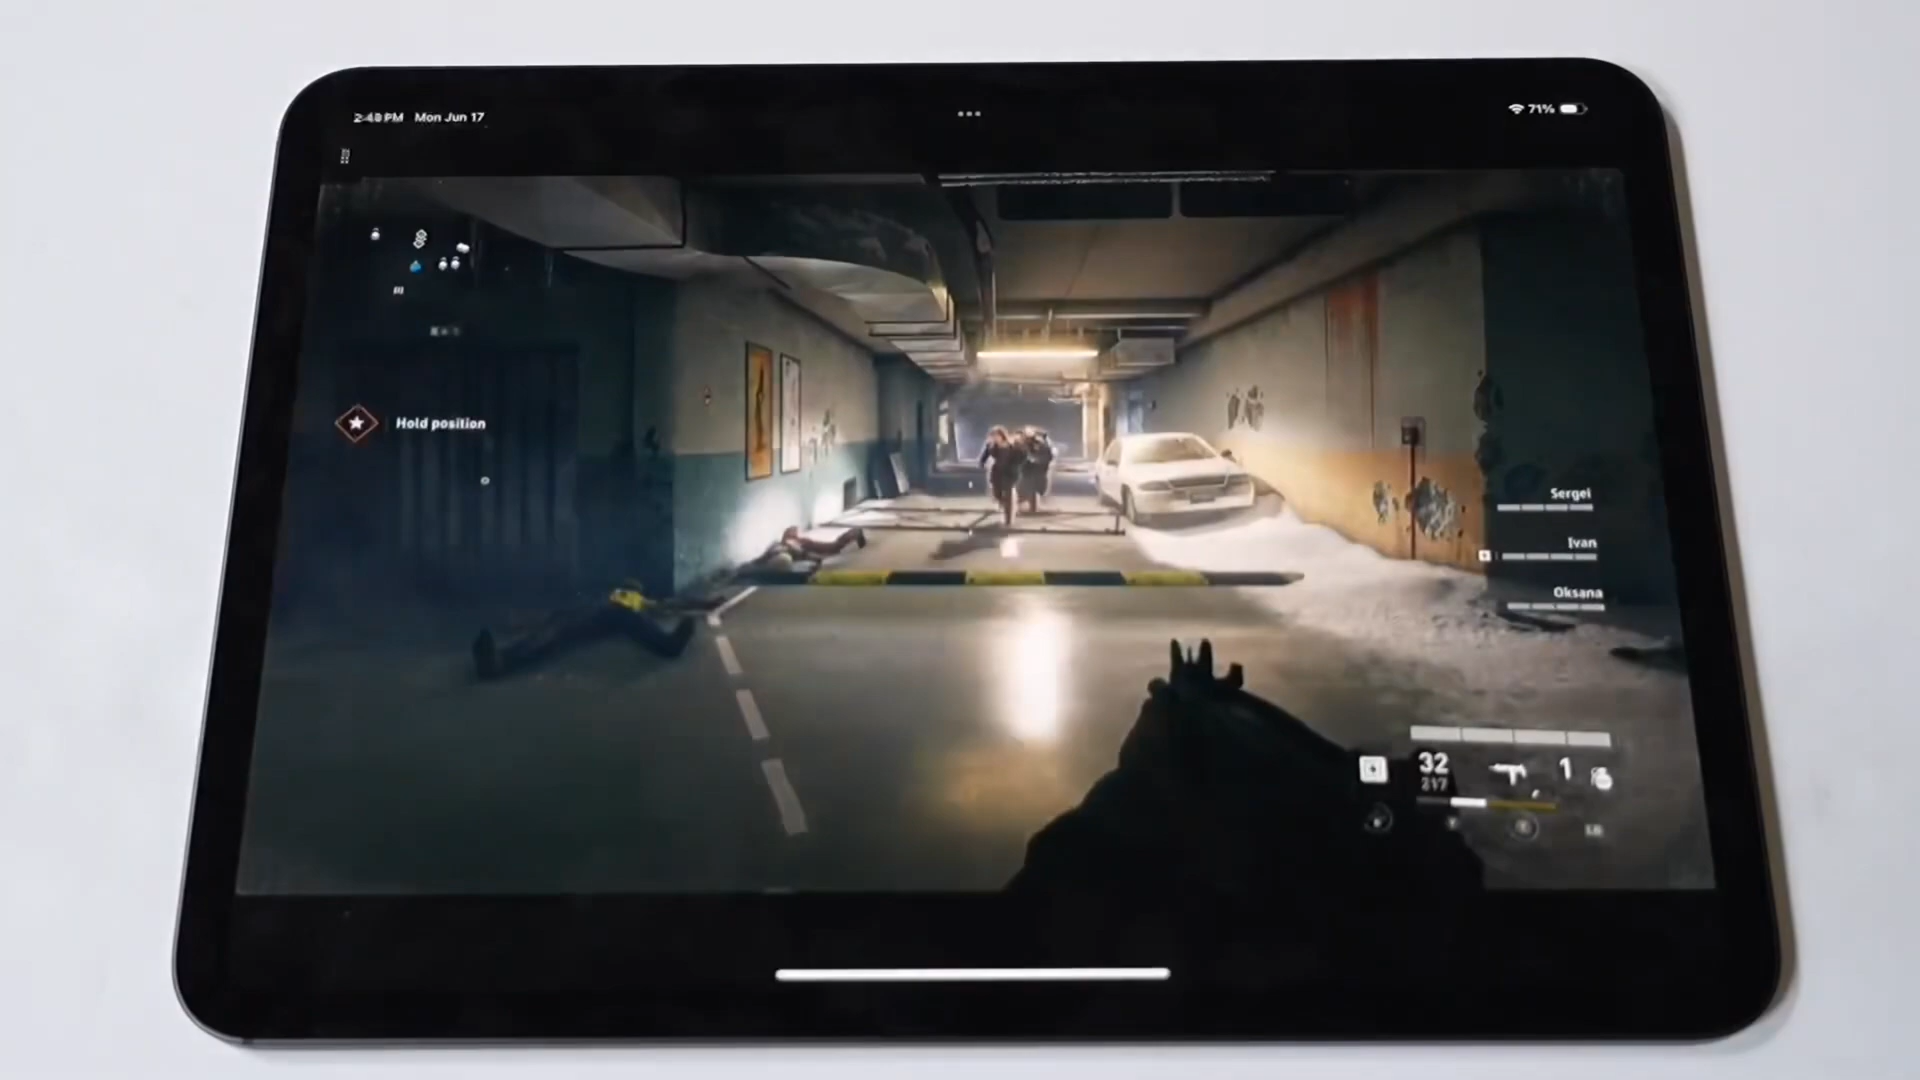 2:48 PM Mon Jun 17
71%
Hold position
Sergei
Ivan
Oksana
32
1
217